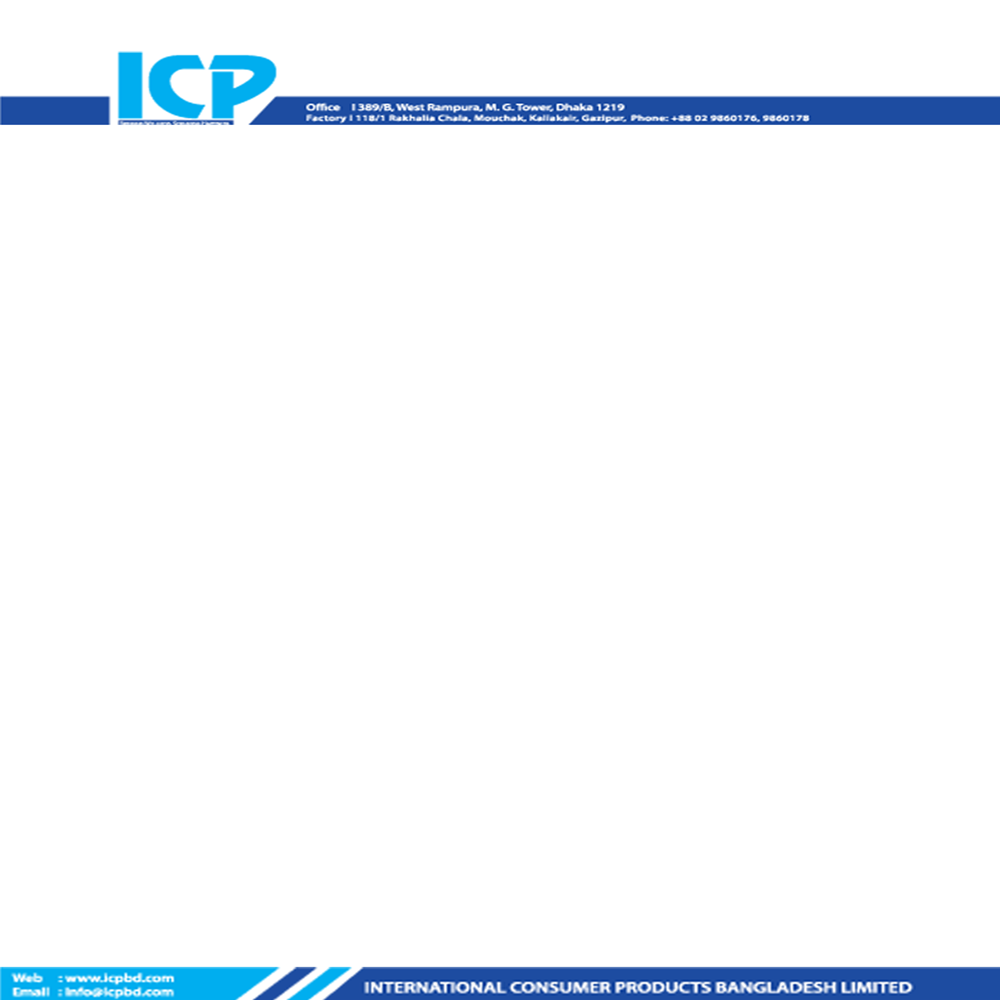 ICP
Office I 389/B, West Rampura, M. G. Tower, Dhaka 1219
Factory I 118/1 Rakhalia Chala, Mouchak, Kaliakair, Gazipur, Phone: +88 02 9860176, 9860178
Web : www.icpbd.com
Email : info@icpbd.com
INTERNATIONAL CONSUMER PRODUCTS BANGLADESH LIMITED